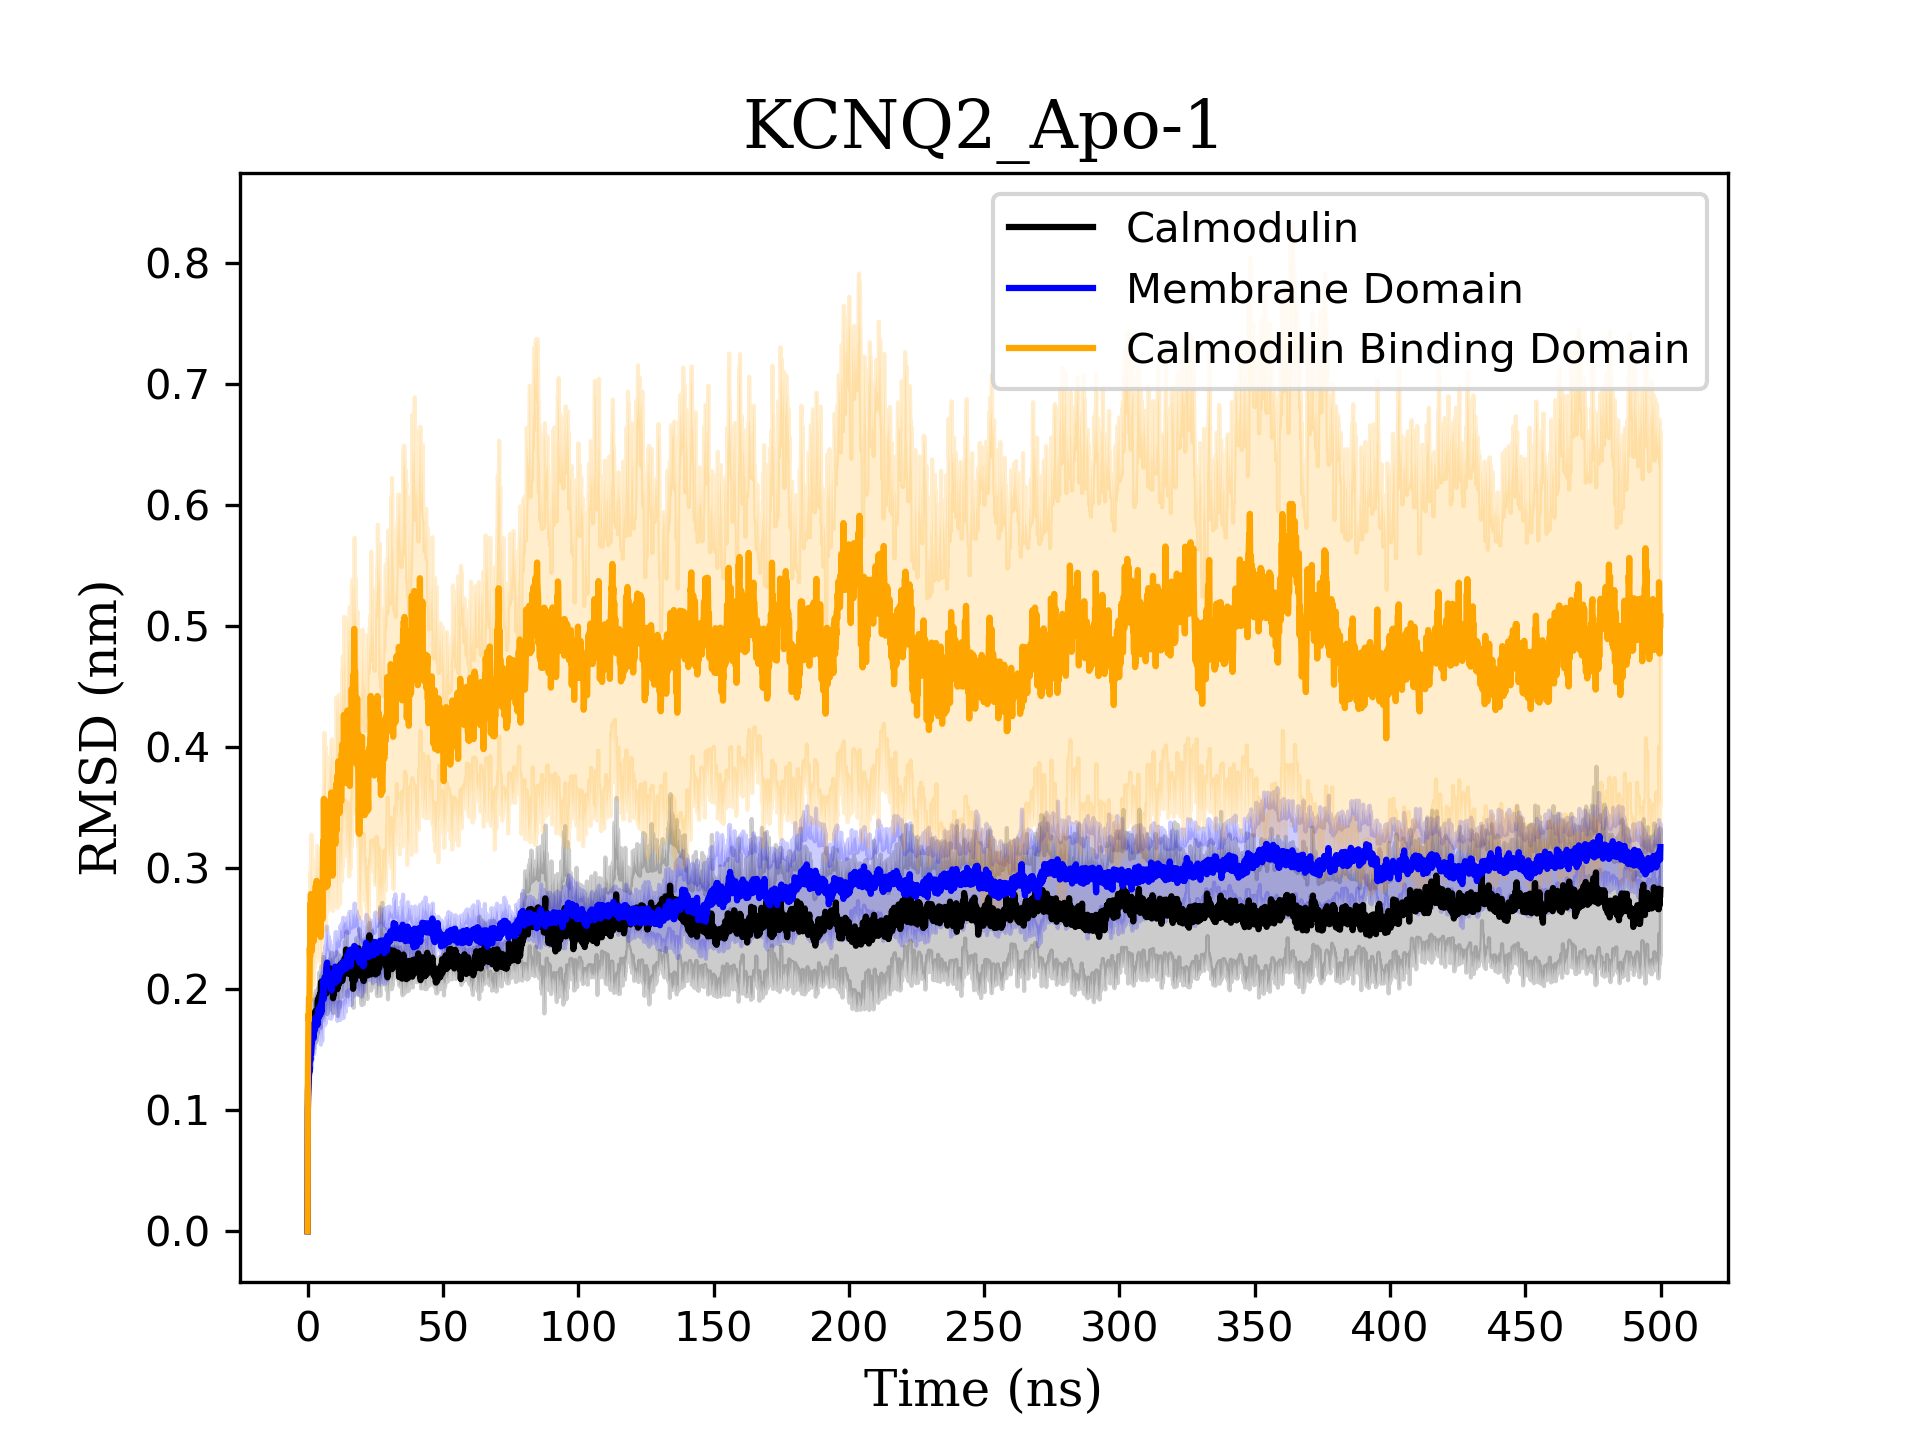 KCNQ2_Apo-1
Calmodulin
Membrane Domain
Calmodilin Binding Domain
RMSD (nm)
0.8
0.7
0.6
0.5
0.4
0.3
0.2
0.1
0.0
0 50 100 150 200 250 300 350 400 450 500
Time (ns)